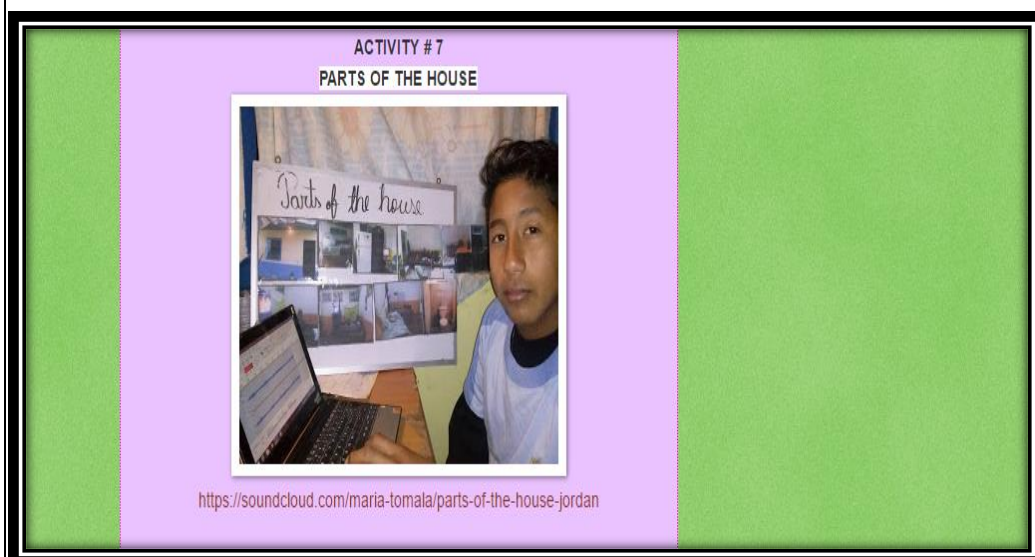 ACTIVITY # 7
PARTS OF THE HOUSE
Parts of the house
https://soundcloud.com/maria-tomala/parts-of-the-house-jordan